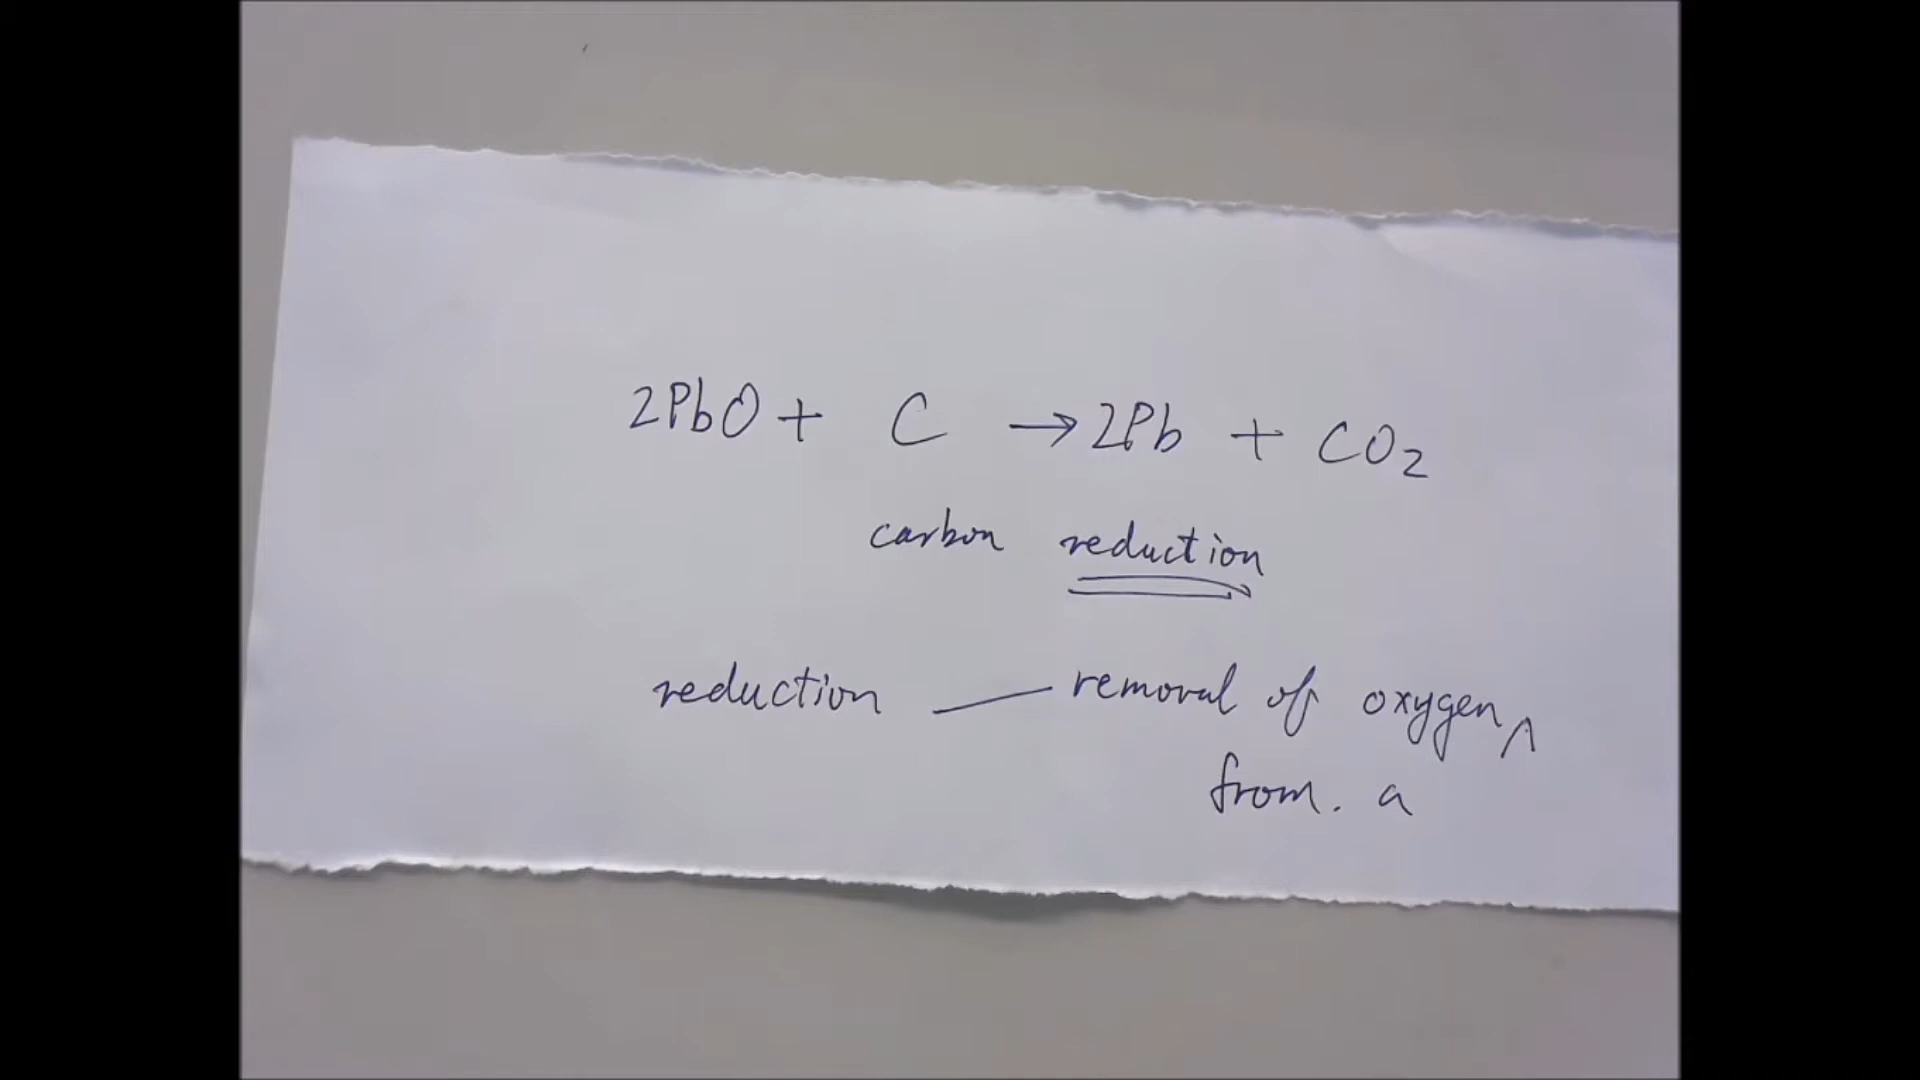 2PbO + C → 2Pb + CO₂
carbon reduction
reduction — removal of oxygen ^
from. a